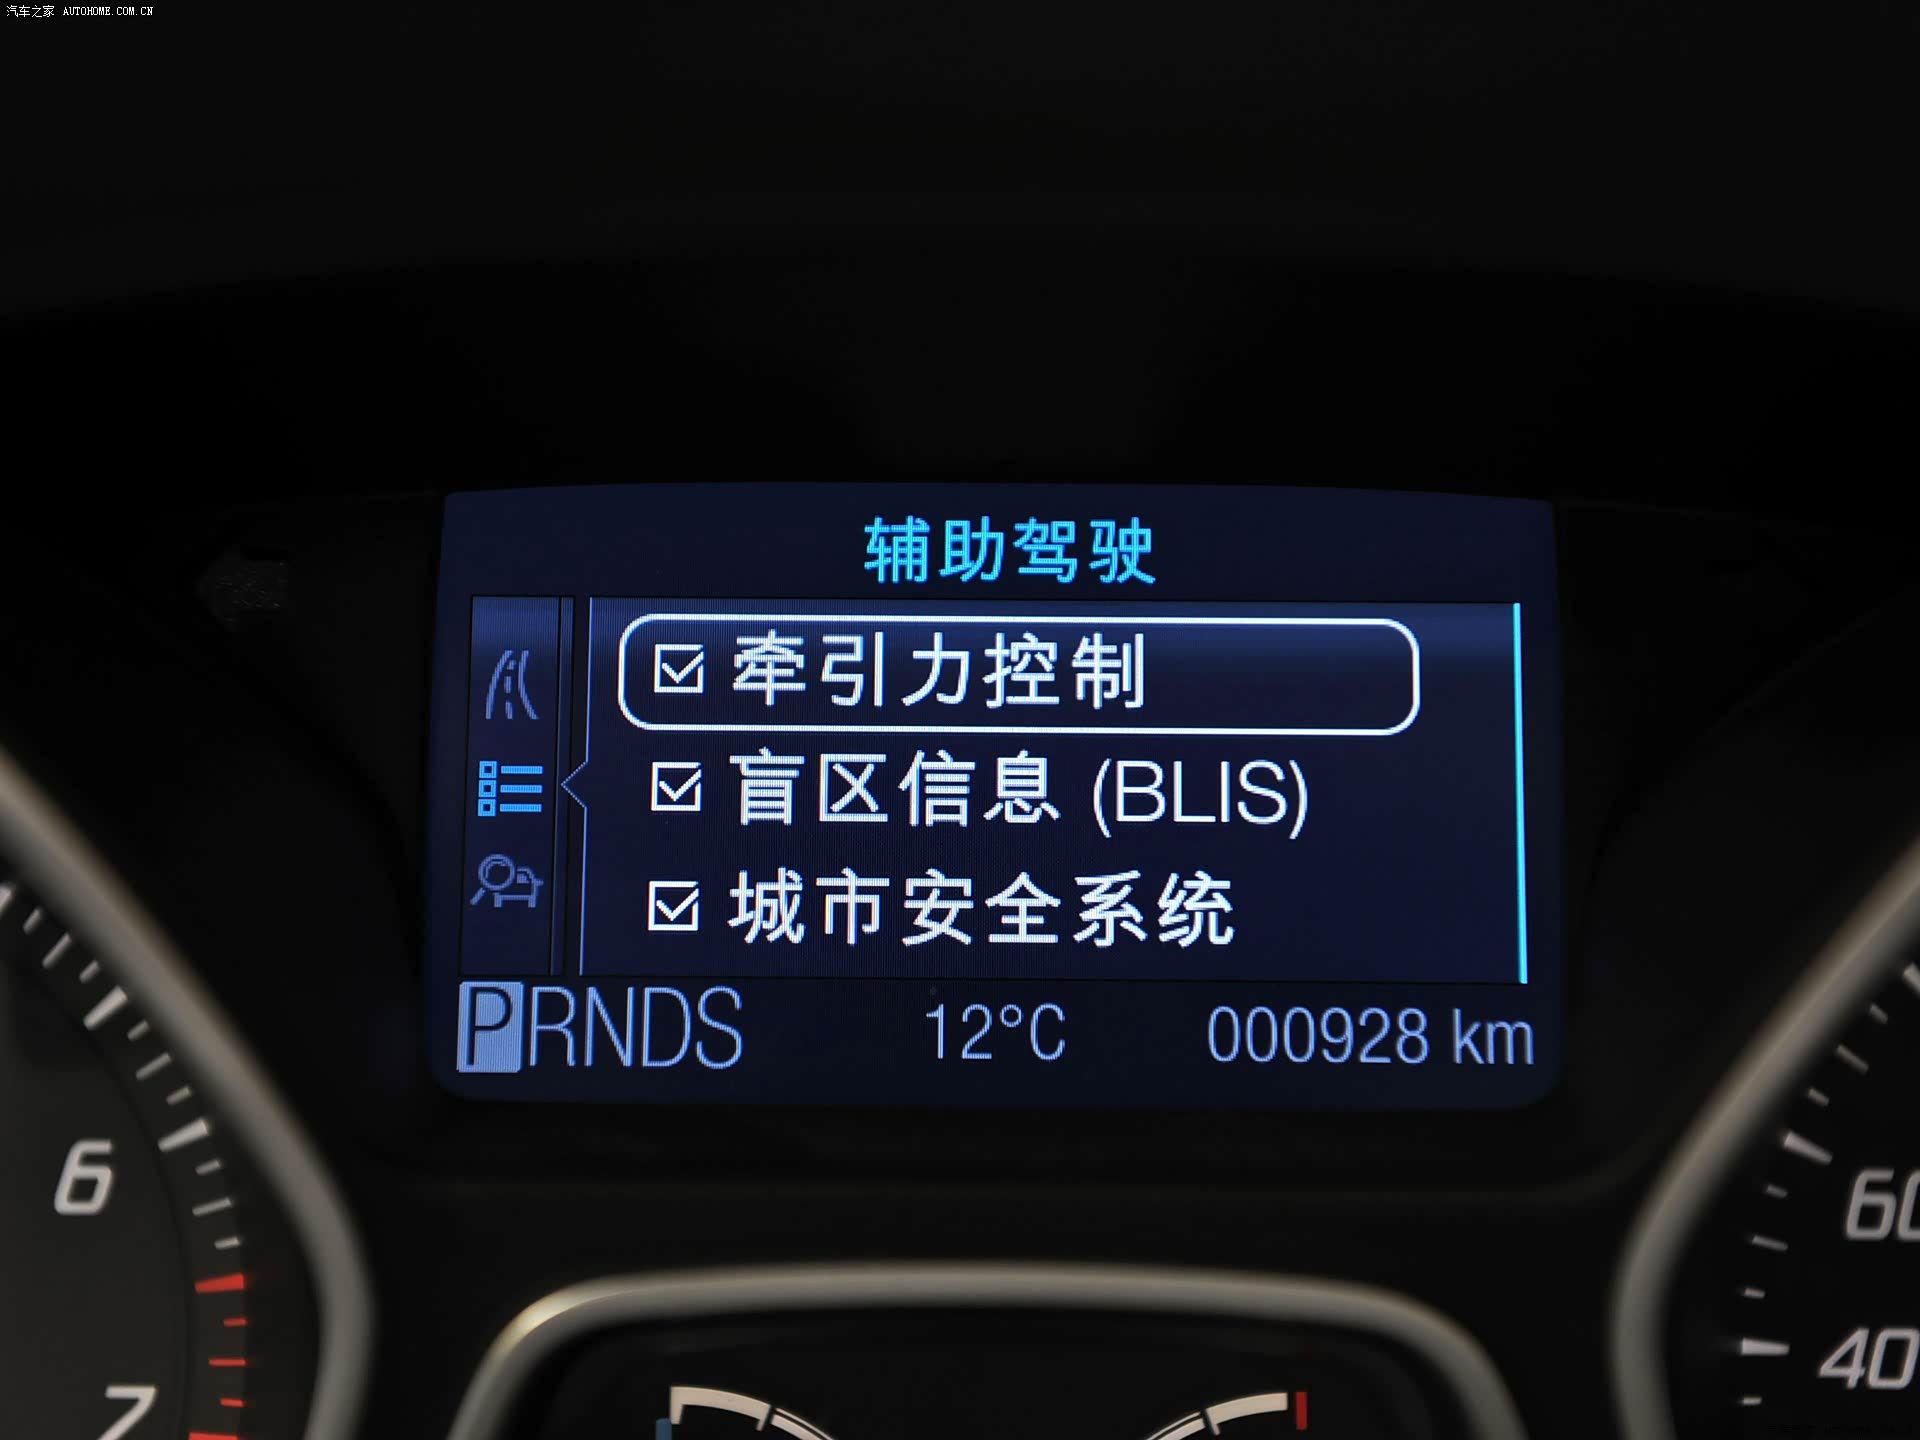 汽车之家 AUTOHOME.COM.CN
辅助驾驶
牵引力控制
盲区信息 (BLIS)
城市安全系统
PRNDS 12°C 000928 km
6
7
60
40